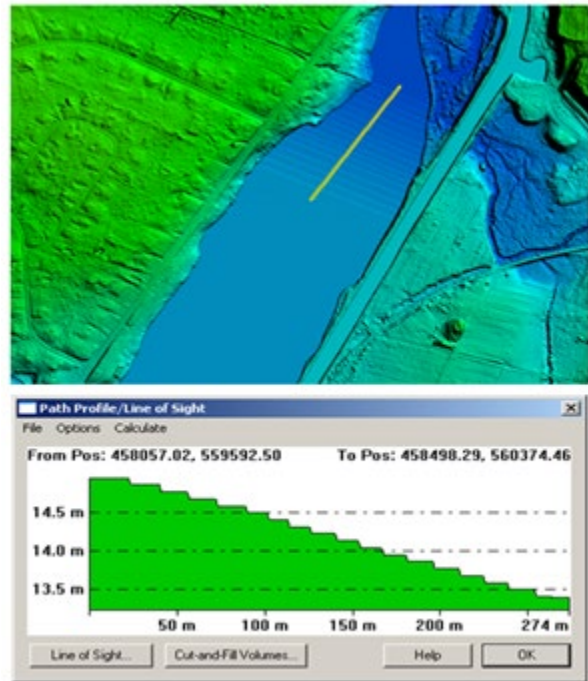 Path Profile/Line of Sight
File Options Calculate
From Pos: 458057.02, 559592.50 To Pos: 458498.29, 560374.46
14.5 m
14.0 m
13.5 m
50 m 100 m 150 m 200 m 274 m
Line of Sight... Cut-and-Fill Volumes... Help OK